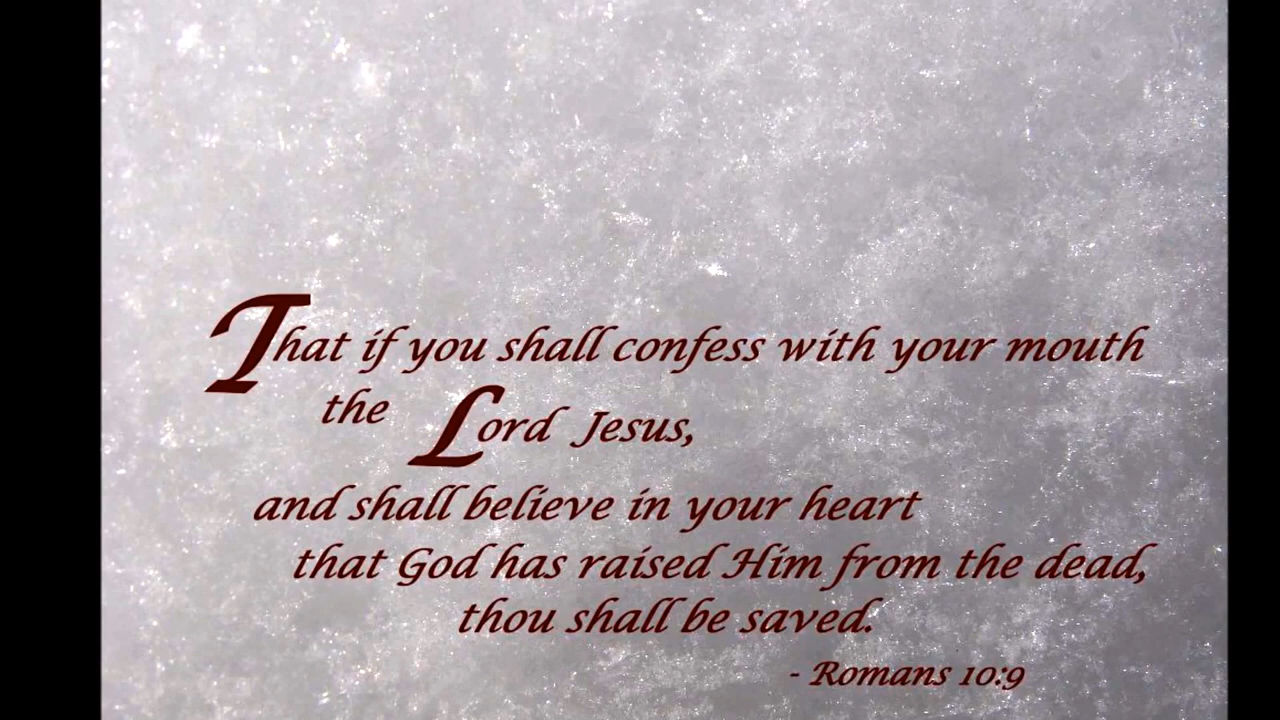 That if you shall confess with your mouth
the Lord Jesus,
and shall believe in your heart
that God has raised Him from the dead,
thou shall be saved.
- Romans 10:9